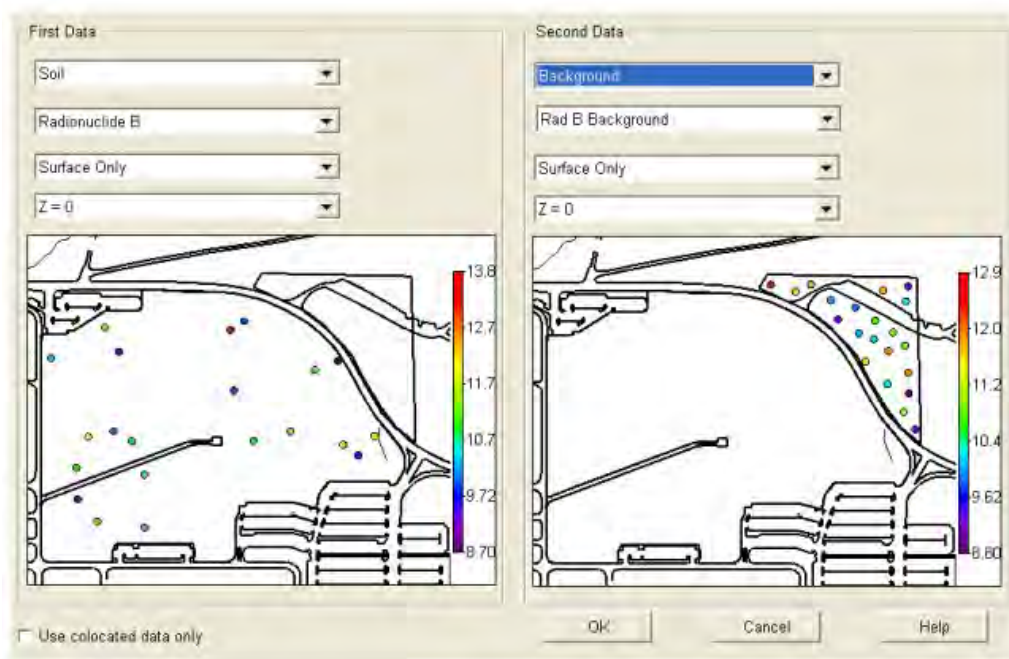 First Data
Soil
Radionuclide B
Surface Only
Z = 0
13.8
12.7
11.7
10.7
9.72
8.70
Second Data
Background
Rad B Background
Surface Only
Z = 0
12.9
12.0
11.2
10.4
9.62
8.80
Use colocated data only
OK
Cancel
Help